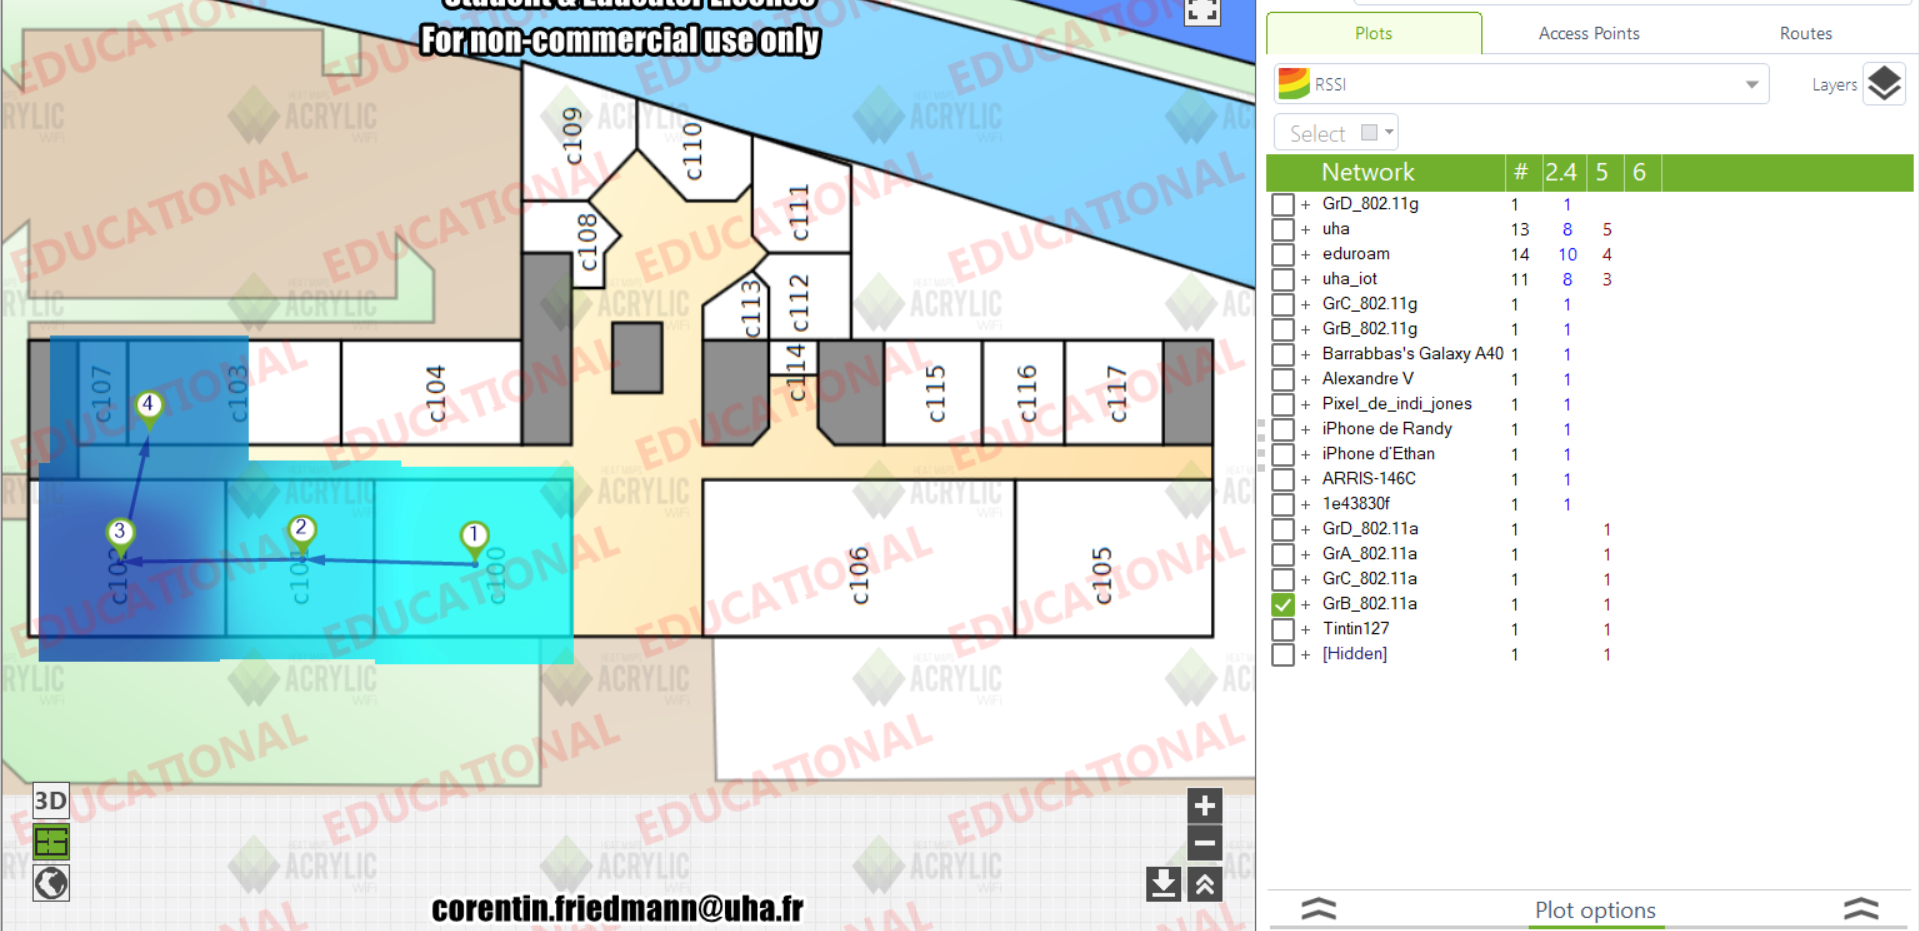 Student & Educator License
For non-commercial use only
EDUCATIONAL
HEAT MAPS
ACRYLIC
WiFi
c109
c110
c111
c108
c113
c112
c114
c107
c103
c104
c115
c116
c117
4
3
2
1
c102
c101
c100
c106
c105
3D
corentin.friedmann@uha.fr
Plots Access Points Routes
RSSI Layers
Select
Network # 2.4 5 6
+ GrD_802.11g 1 1
+ uha 13 8 5
+ eduroam 14 10 4
+ uha_iot 11 8 3
+ GrC_802.11g 1 1
+ GrB_802.11g 1 1
+ Barrabbas's Galaxy A40 1 1
+ Alexandre V 1 1
+ Pixel_de_indi_jones 1 1
+ iPhone de Randy 1 1
+ iPhone d'Ethan 1 1
+ ARRIS-146C 1 1
+ 1e43830f 1 1
+ GrD_802.11a 1 1
+ GrA_802.11a 1 1
+ GrC_802.11a 1 1
+ GrB_802.11a 1 1
+ Tintin127 1 1
+ [Hidden] 1 1
Plot options